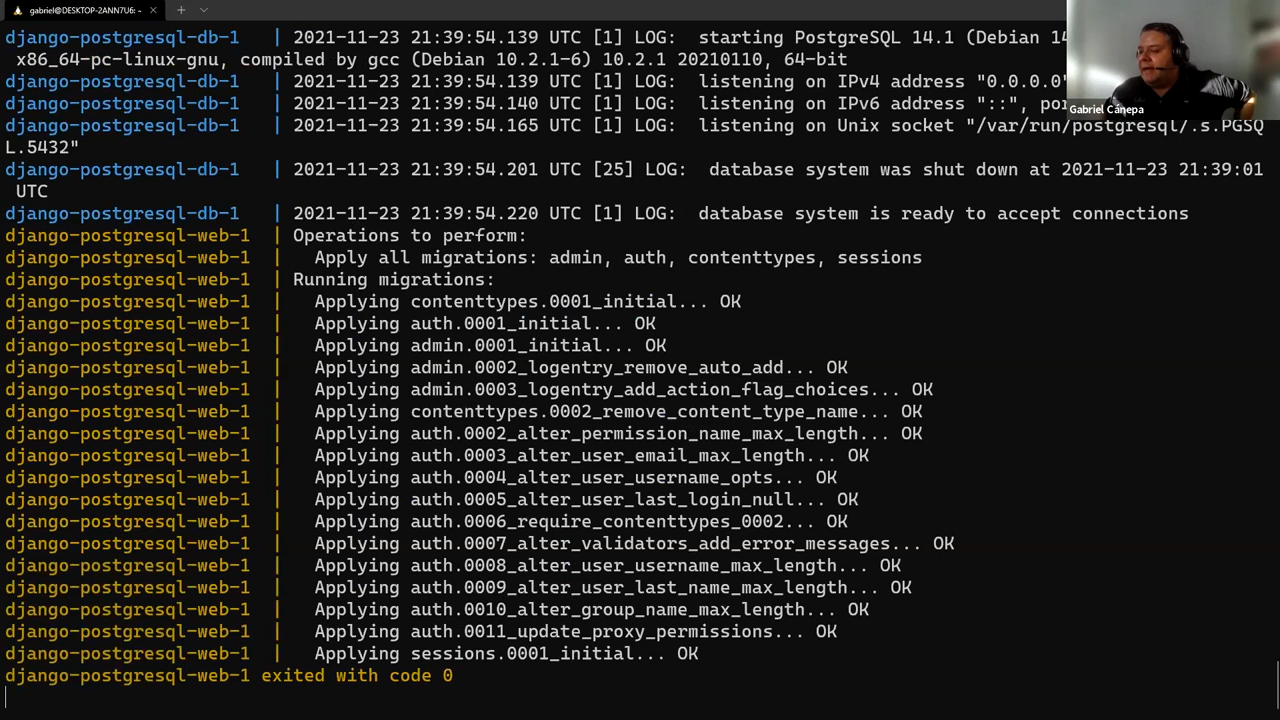 gabriel@DESKTOP-2ANN7U6: ~
django-postgresql-db-1 | 2021-11-23 21:39:54.139 UTC [1] LOG: starting PostgreSQL 14.1 (Debian 14
x86_64-pc-linux-gnu, compiled by gcc (Debian 10.2.1-6) 10.2.1 20210110, 64-bit
django-postgresql-db-1 | 2021-11-23 21:39:54.139 UTC [1] LOG: listening on IPv4 address "0.0.0.0"
django-postgresql-db-1 | 2021-11-23 21:39:54.140 UTC [1] LOG: listening on IPv6 address "::", por
Gabriel Cánepa
django-postgresql-db-1 | 2021-11-23 21:39:54.165 UTC [1] LOG: listening on Unix socket "/var/run/postgresql/.s.PGSQ
L.5432"
django-postgresql-db-1 | 2021-11-23 21:39:54.201 UTC [25] LOG: database system was shut down at 2021-11-23 21:39:01
UTC
django-postgresql-db-1 | 2021-11-23 21:39:54.220 UTC [1] LOG: database system is ready to accept connections
django-postgresql-web-1 | Operations to perform:
django-postgresql-web-1 | Apply all migrations: admin, auth, contenttypes, sessions
django-postgresql-web-1 | Running migrations:
django-postgresql-web-1 | Applying contenttypes.0001_initial... OK
django-postgresql-web-1 | Applying auth.0001_initial... OK
django-postgresql-web-1 | Applying admin.0001_initial... OK
django-postgresql-web-1 | Applying admin.0002_logentry_remove_auto_add... OK
django-postgresql-web-1 | Applying admin.0003_logentry_add_action_flag_choices... OK
django-postgresql-web-1 | Applying contenttypes.0002_remove_content_type_name... OK
django-postgresql-web-1 | Applying auth.0002_alter_permission_name_max_length... OK
django-postgresql-web-1 | Applying auth.0003_alter_user_email_max_length... OK
django-postgresql-web-1 | Applying auth.0004_alter_user_username_opts... OK
django-postgresql-web-1 | Applying auth.0005_alter_user_last_login_null... OK
django-postgresql-web-1 | Applying auth.0006_require_contenttypes_0002... OK
django-postgresql-web-1 | Applying auth.0007_alter_validators_add_error_messages... OK
django-postgresql-web-1 | Applying auth.0008_alter_user_username_max_length... OK
django-postgresql-web-1 | Applying auth.0009_alter_user_last_name_max_length... OK
django-postgresql-web-1 | Applying auth.0010_alter_group_name_max_length... OK
django-postgresql-web-1 | Applying auth.0011_update_proxy_permissions... OK
django-postgresql-web-1 | Applying sessions.0001_initial... OK
django-postgresql-web-1 exited with code 0